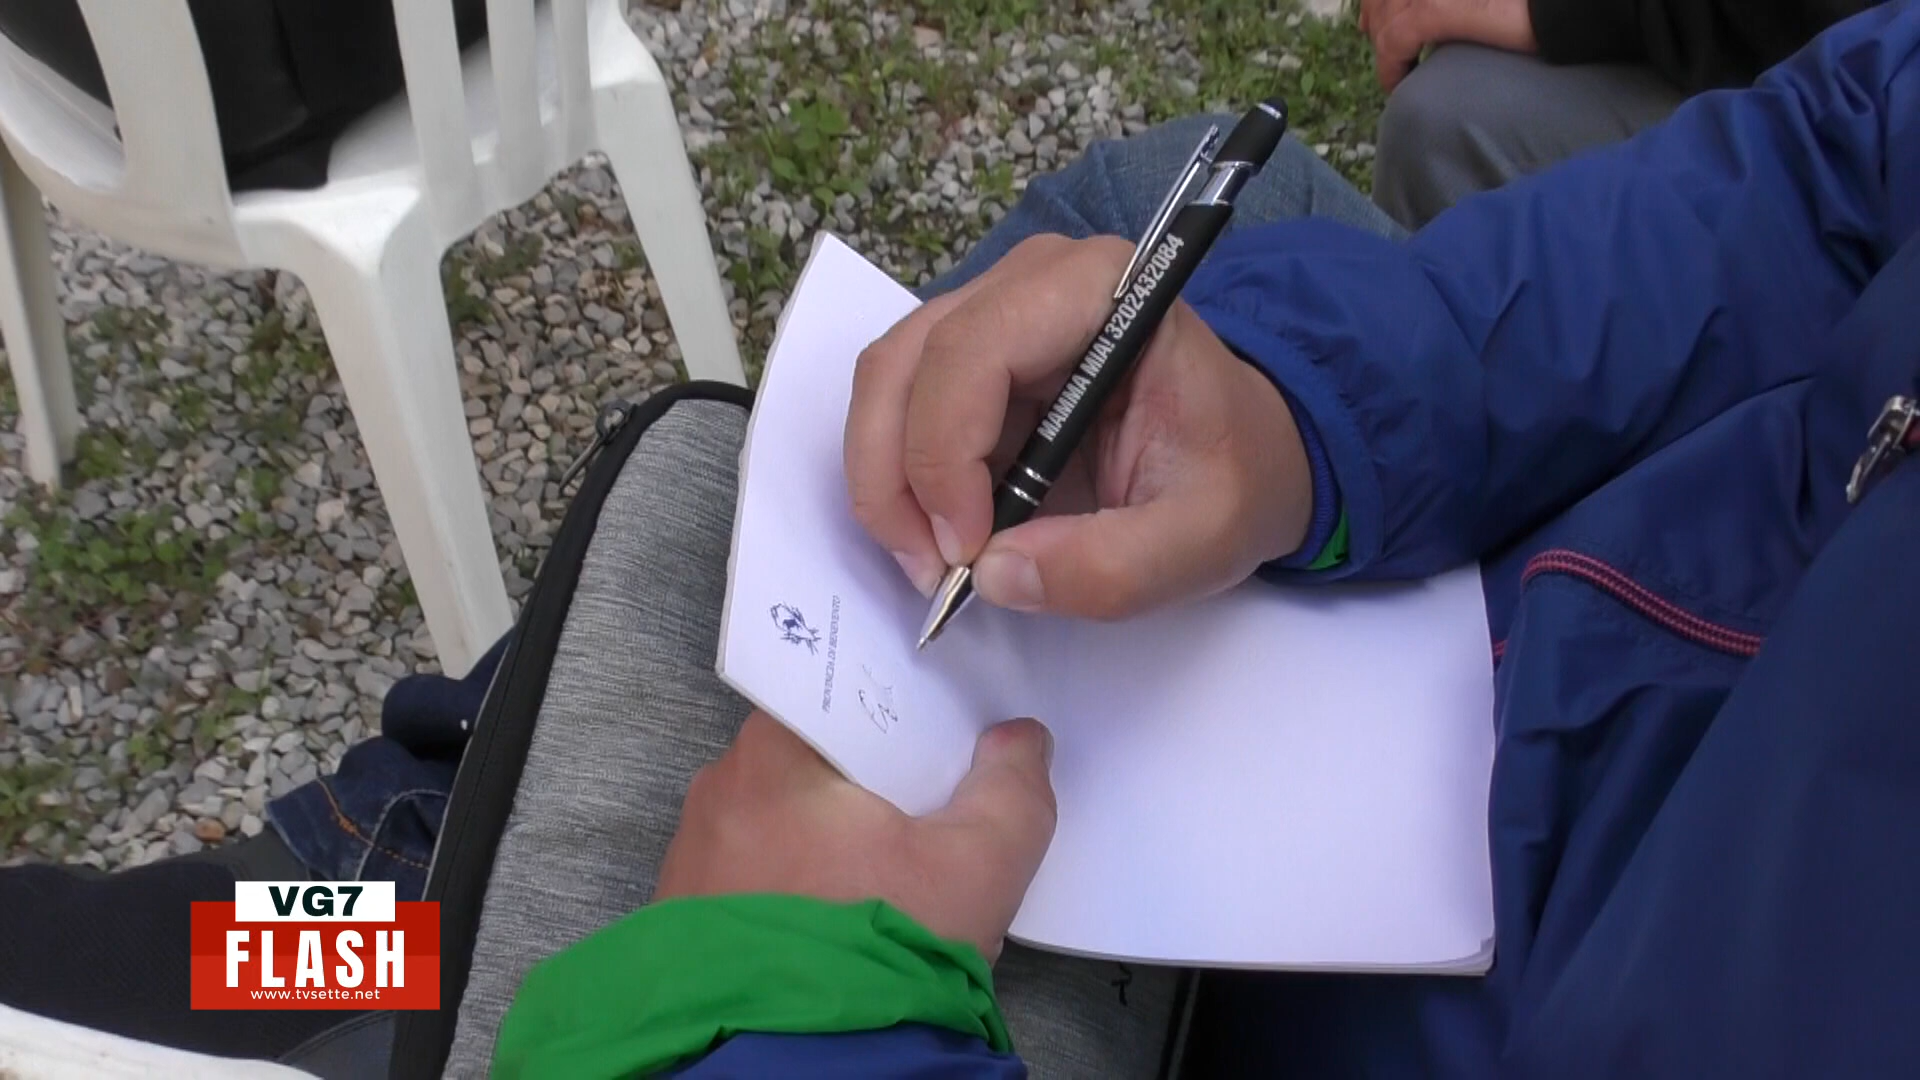 MAMMA MIA! 3202432084
PROVINCIA DI BENEVENTO
VG7
FLASH
www.tvsette.net